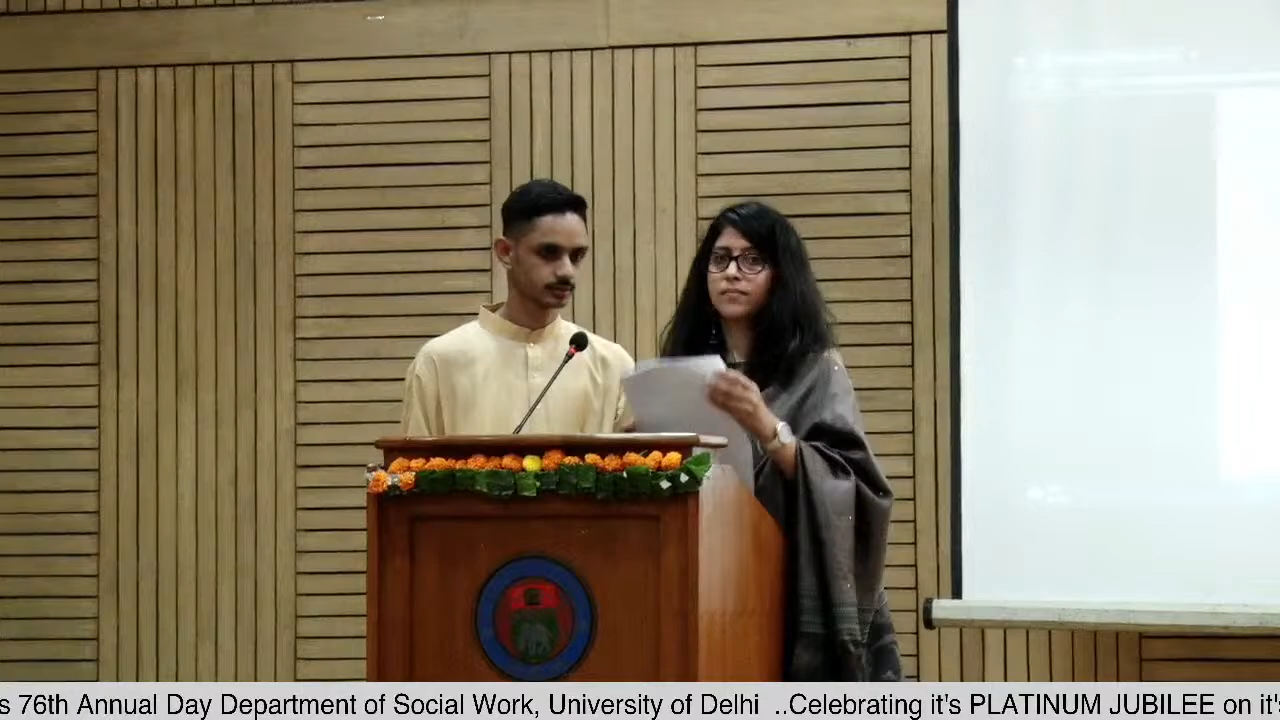 s 76th Annual Day Department of Social Work, University of Delhi ..Celebrating it's PLATINUM JUBILEE on it's